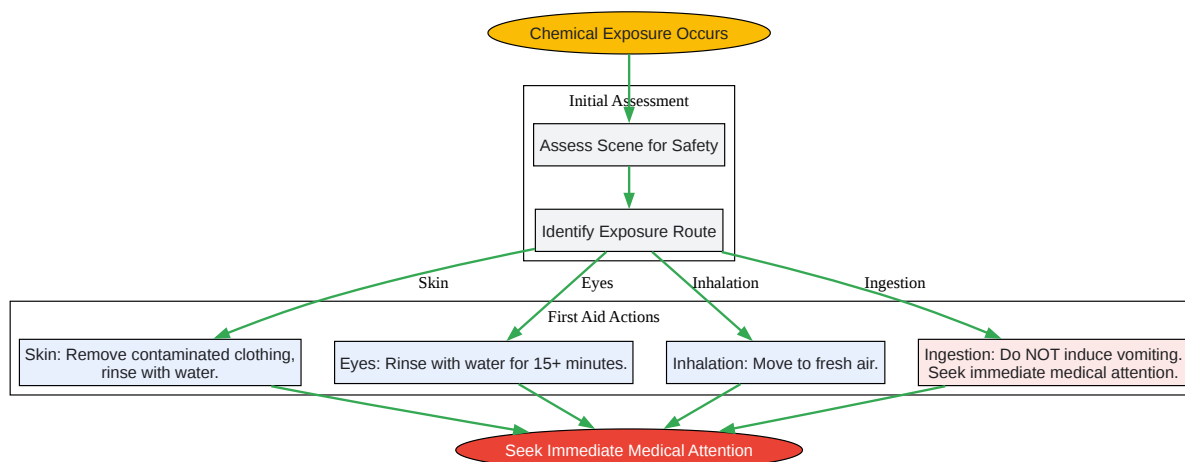 Chemical Exposure Occurs
Initial Assessment
Assess Scene for Safety
Identify Exposure Route
Skin
Eyes
Inhalation
Ingestion
First Aid Actions
Skin: Remove contaminated clothing,
rinse with water.
Eyes: Rinse with water for 15+ minutes.
Inhalation: Move to fresh air.
Ingestion: Do NOT induce vomiting.
Seek immediate medical attention.
Seek Immediate Medical Attention